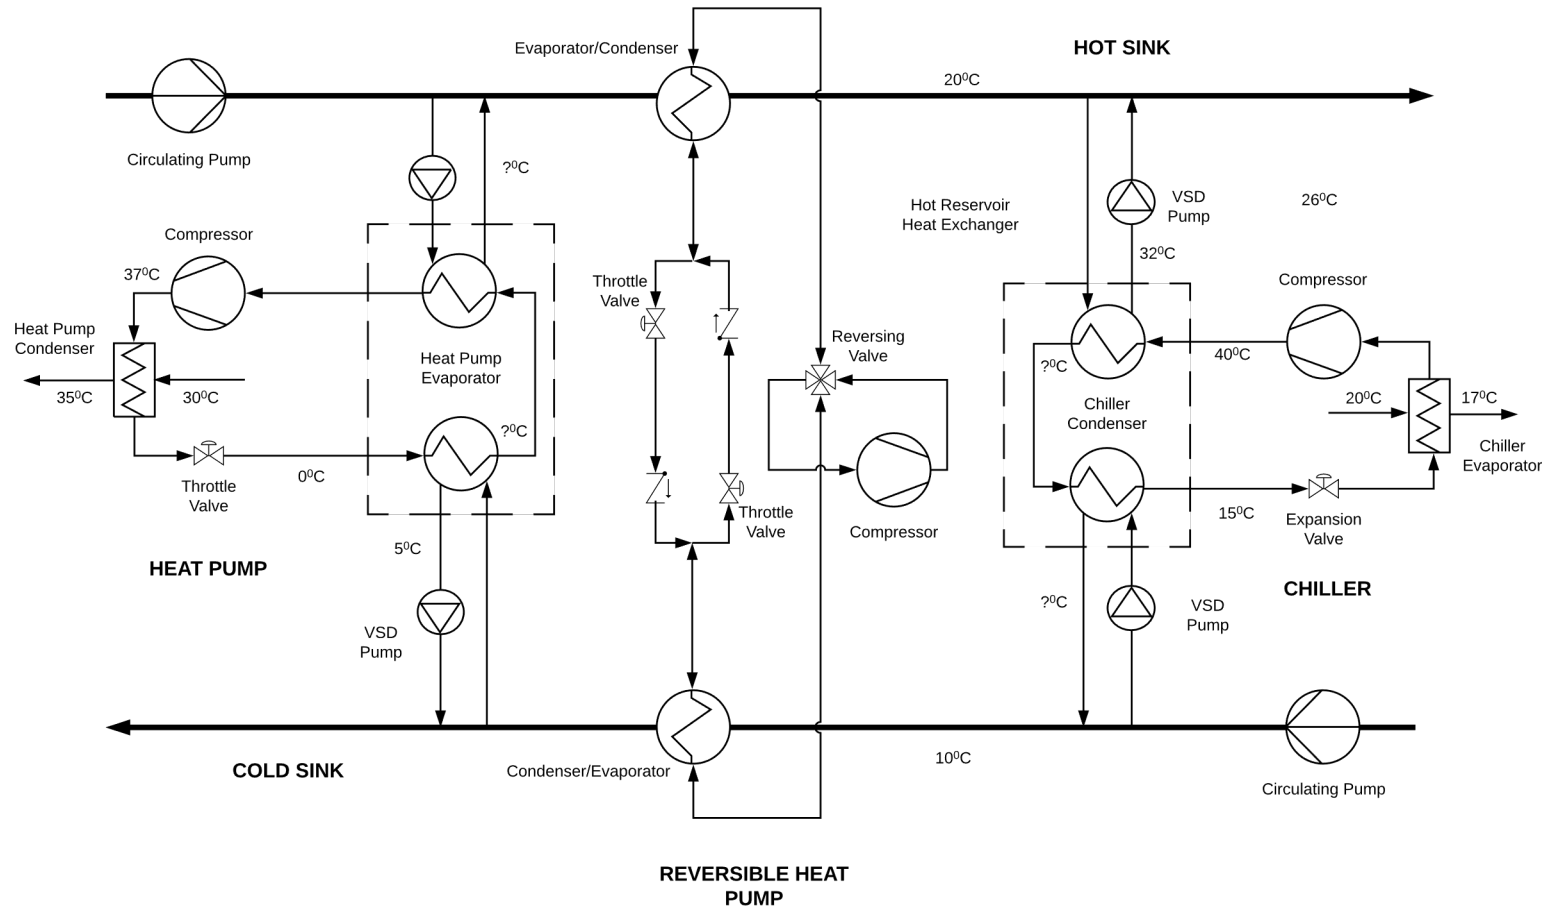 Evaporator/Condenser
HOT SINK
20⁰C
Circulating Pump
?⁰C
VSD
Pump
26⁰C
Hot Reservoir
Heat Exchanger
Compressor
32⁰C
37⁰C
Throttle
Valve
Compressor
Heat Pump
Condenser
Reversing
Valve
Heat Pump
Evaporator
40⁰C
?⁰C
35⁰C
30⁰C
20⁰C
17⁰C
Chiller
Condenser
?⁰C
Chiller
Evaporator
0⁰C
Throttle
Valve
Throttle
Valve
Compressor
15⁰C
Expansion
Valve
5⁰C
HEAT PUMP
CHILLER
?⁰C
VSD
Pump
VSD
Pump
COLD SINK
Condenser/Evaporator
10⁰C
Circulating Pump
REVERSIBLE HEAT
PUMP